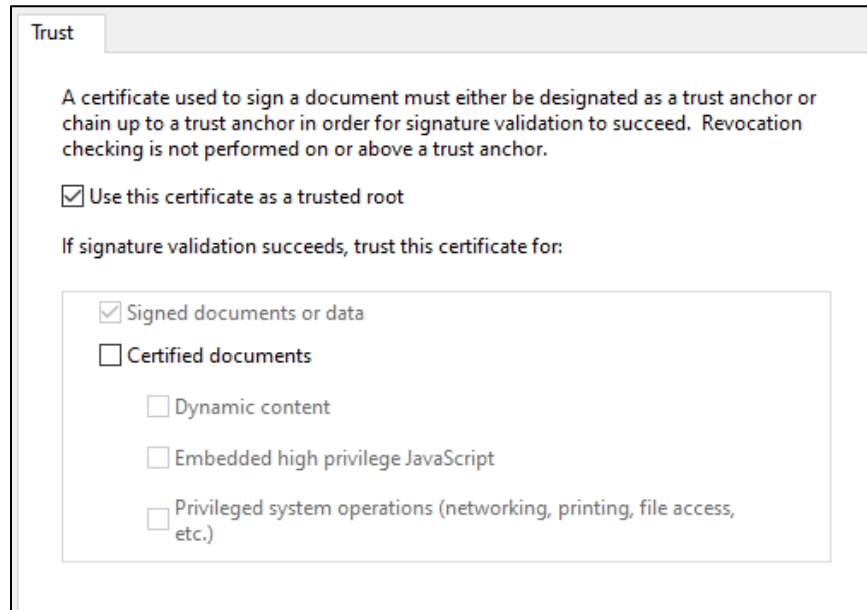 Trust
A certificate used to sign a document must either be designated as a trust anchor or
chain up to a trust anchor in order for signature validation to succeed.  Revocation
checking is not performed on or above a trust anchor.
Use this certificate as a trusted root
If signature validation succeeds, trust this certificate for:
Signed documents or data
Certified documents
Dynamic content
Embedded high privilege JavaScript
Privileged system operations (networking, printing, file access,
etc.)